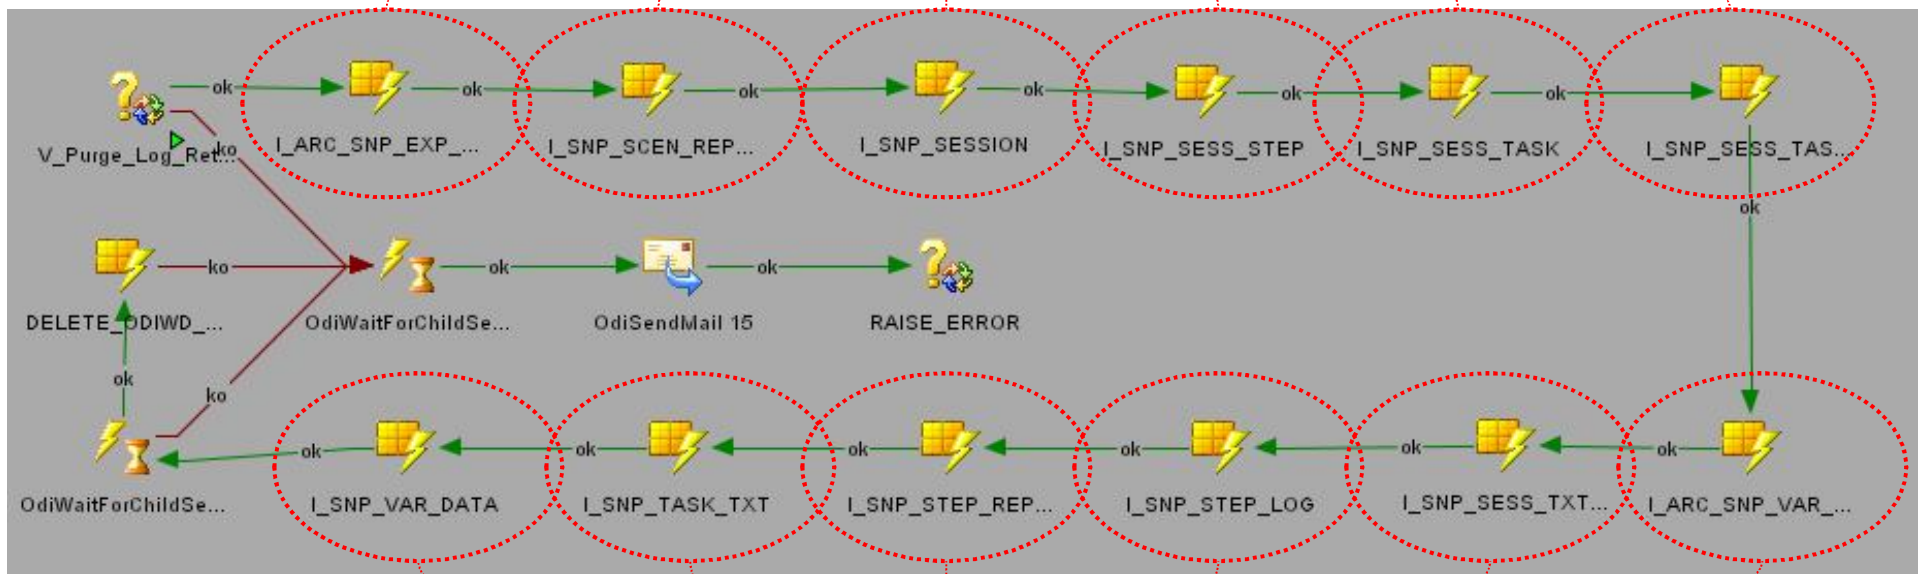 ok ok ok ok ok ok
V_Purge_Log_Ret... ko I_ARC_SNP_EXP_... I_SNP_SCEN_REP... I_SNP_SESSION I_SNP_SESS_STEP I_SNP_SESS_TASK I_SNP_SESS_TAS...
ok
ko ok ok
DELETE_ODIWD_... OdiWaitForChildSe... OdiSendMail 15 RAISE_ERROR
ok
ko
ok ok ok ok ok ok
OdiWaitForChildSe... I_SNP_VAR_DATA I_SNP_TASK_TXT I_SNP_STEP_REP... I_SNP_STEP_LOG I_SNP_SESS_TXT... I_ARC_SNP_VAR_...